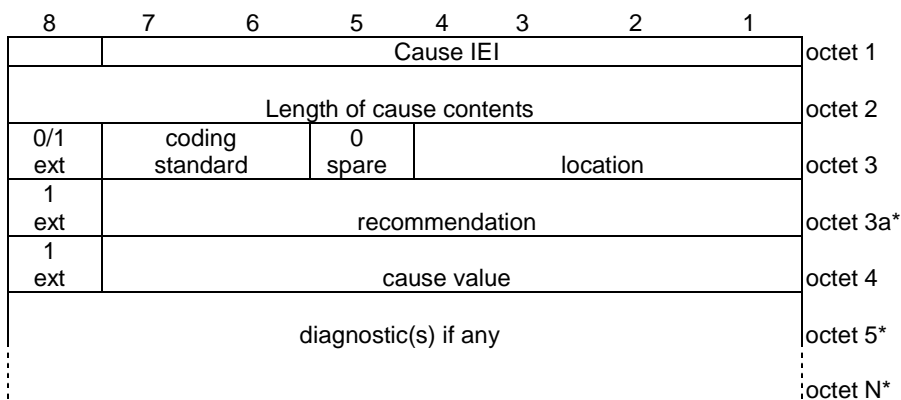 8 7 6 5 4 3 2 1
Cause IEI octet 1
Length of cause contents octet 2
0/1 coding 0
ext standard spare location octet 3
1
ext recommendation octet 3a*
1
ext cause value octet 4
diagnostic(s) if any octet 5*
octet N*